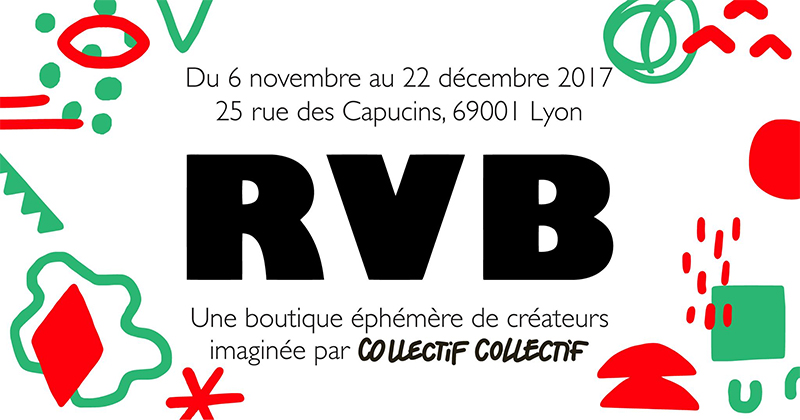 Du 6 novembre au 22 décembre 2017
25 rue des Capucins, 69001 Lyon
RVB
Une boutique éphémère de créateurs
imaginée par COLLECTIF COLLECTIF